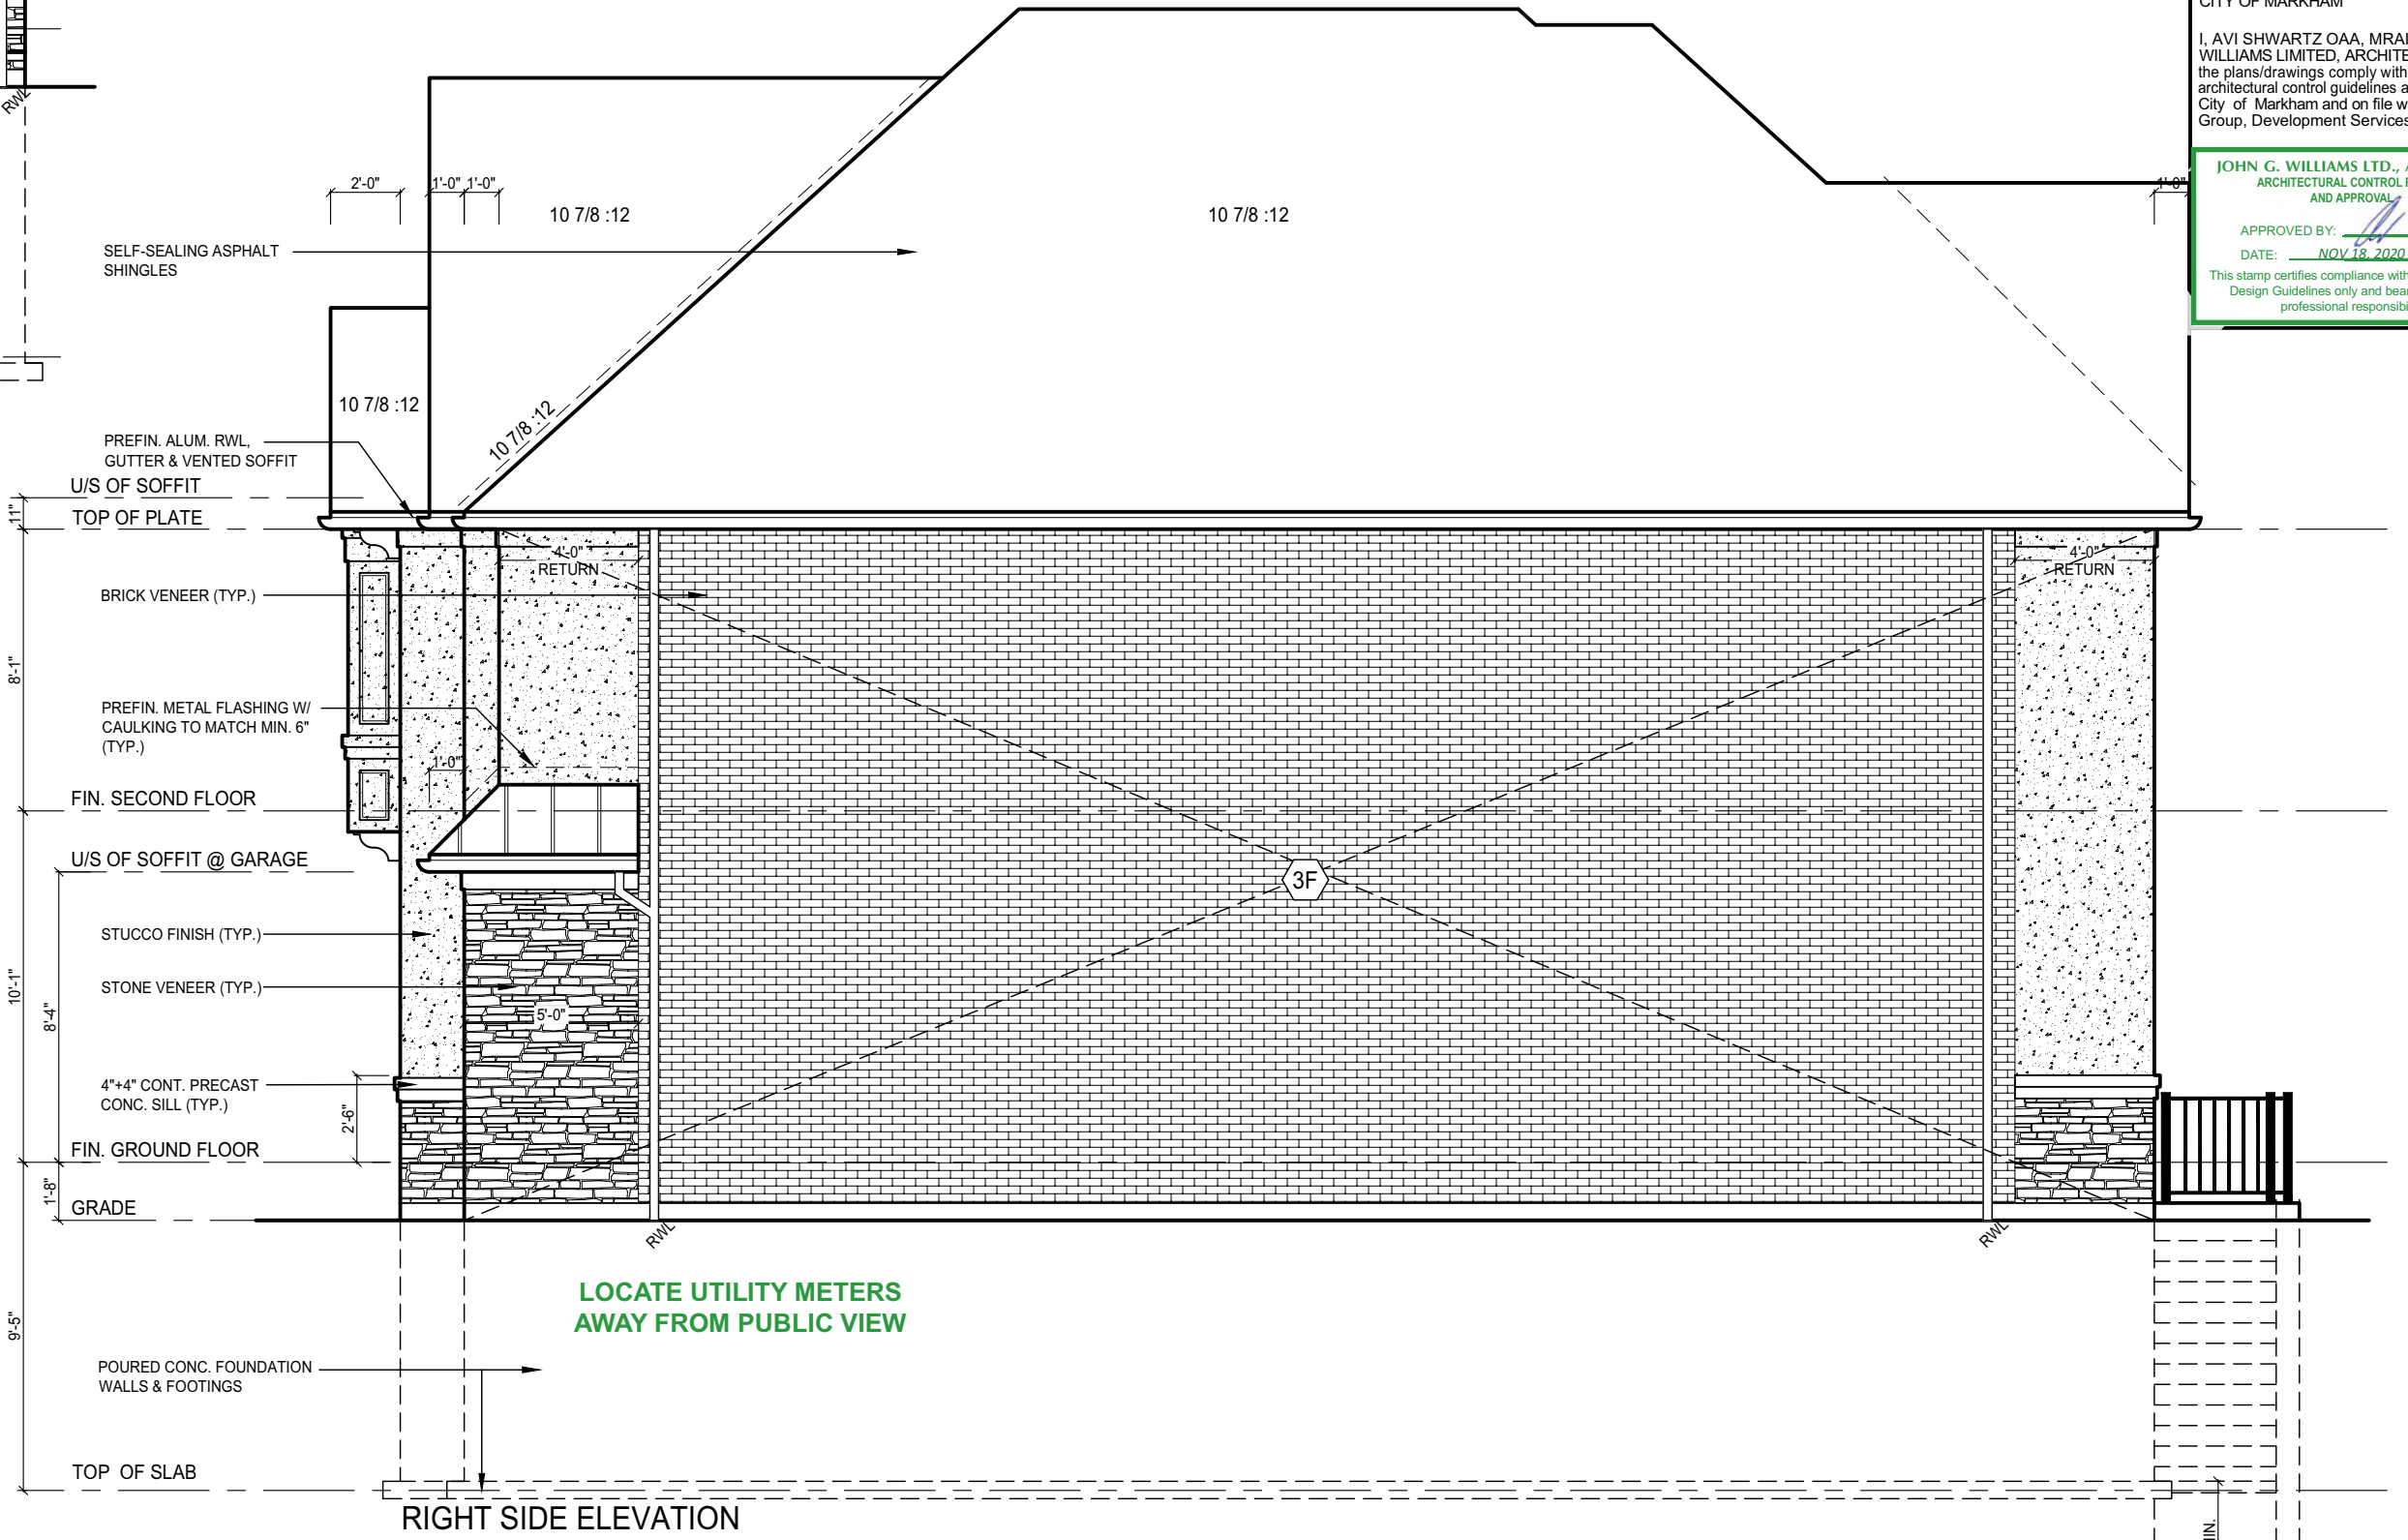 CITY OF MARKHAM
I, AVI SHWARTZ OAA,
WILLIAMS LIMITED,
the plans/drawings comply with
architectural control guidelines
City of Markham and on file
Group, Development Services
JOHN G. WILLIAMS LTD.,
ARCHITECTURAL CONTROL
AND APPROVAL
APPROVED BY:
DATE: NOV 18, 2020
This stamp certifies compliance with
Design Guidelines only and
professional
RWL
2'-0"
1'-0"
1'-0"
1'-0"
10 7/8 :12
10 7/8 :12
SELF-SEALING ASPHALT
SHINGLES
10 7/8 :12
10 7/8 :12
PREFIN. ALUM. RWL,
GUTTER & VENTED SOFFIT
U/S OF SOFFIT
11"
TOP OF PLATE
4'-0"
RETURN
4'-0"
RETURN
BRICK VENEER (TYP.)
8'-1"
PREFIN. METAL FLASHING W/
CAULKING TO MATCH MIN. 6"
(TYP.)
1'-0"
FIN. SECOND FLOOR
U/S OF SOFFIT @ GARAGE
3F
STUCCO FINISH (TYP.)
10'-1"
8'-4"
STONE VENEER (TYP.)
5'-0"
4"+4" CONT. PRECAST
CONC. SILL (TYP.)
2'-6"
FIN. GROUND FLOOR
1'-8"
GRADE
RWL
RWL
LOCATE UTILITY METERS
AWAY FROM PUBLIC VIEW
9'-5"
POURED CONC. FOUNDATION
WALLS & FOOTINGS
TOP OF SLAB
RIGHT SIDE ELEVATION